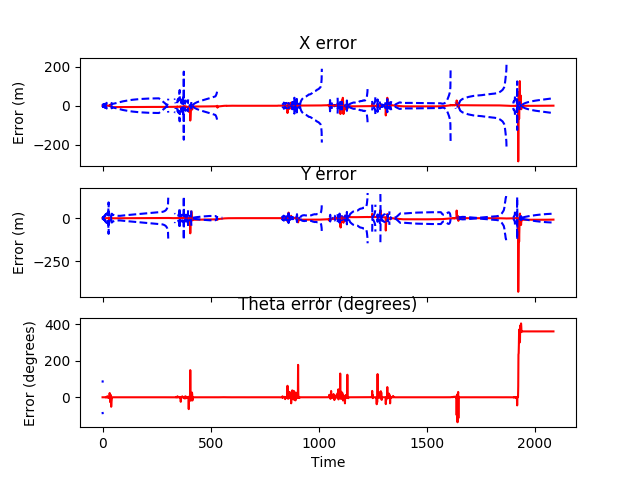 X error
200
0
−200
Error (m)
Y error
0
−250
Error (m)
Theta error (degrees)
400
200
0
Error (degrees)
0
500
1000
1500
2000
Time